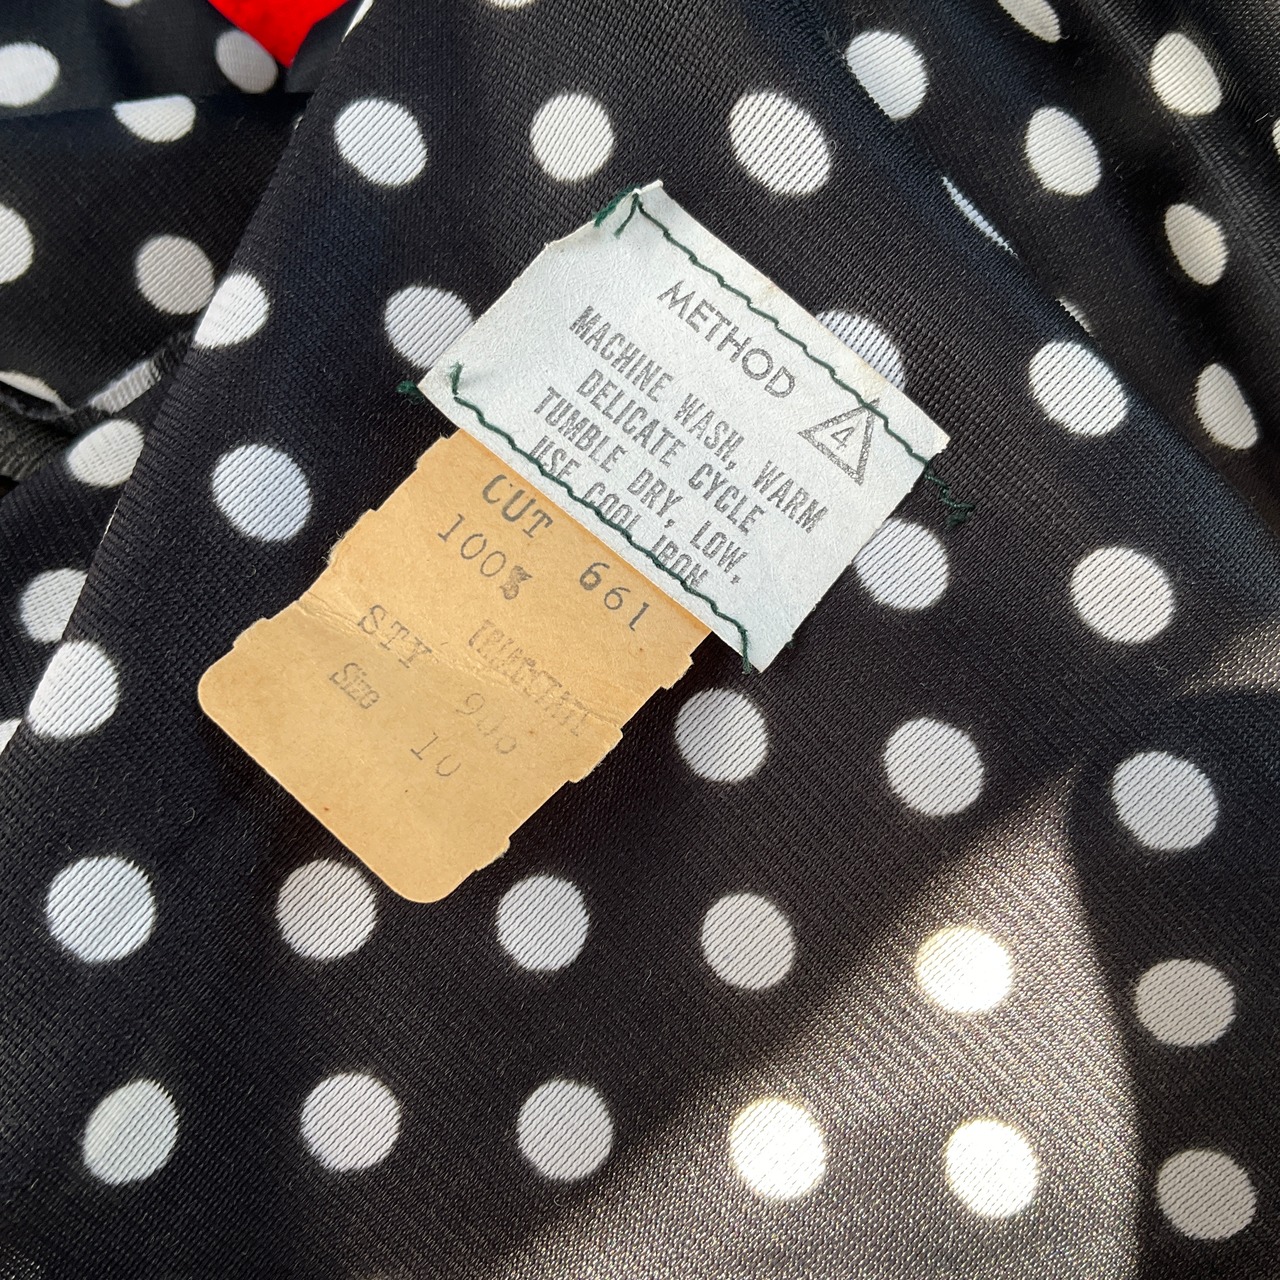 METHOD 4
MACHINE WASH, WARM
DELICATE CYCLE
TUMBLE DRY, LOW,
USE COOL IRON
CUT 661
100%
STY 900
Size 10